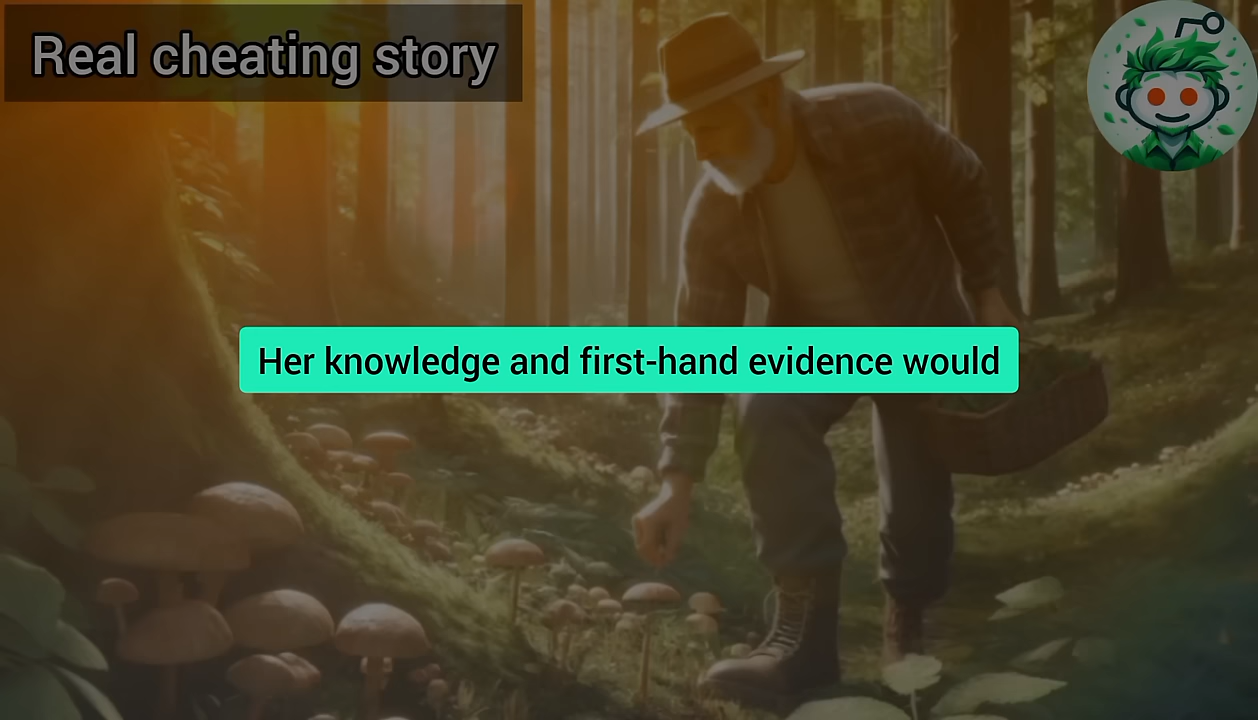 Real cheating story
Her knowledge and first-hand evidence would